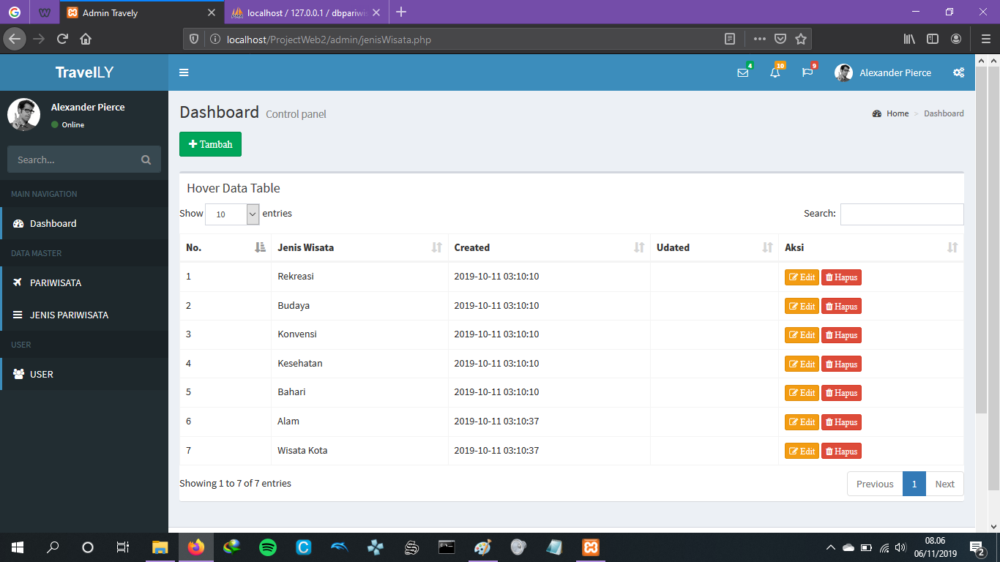 Admin Travely
localhost / 127.0.0.1 / dbpariwis
localhost/ProjectWeb2/admin/jenisWisata.php
TravelLY
4
10
9
Alexander Pierce
Alexander Pierce
Online
Search...
MAIN NAVIGATION
Dashboard
DATA MASTER
PARIWISATA
JENIS PARIWISATA
USER
USER
Dashboard Control panel
Home > Dashboard
Tambah
Hover Data Table
Show 10 entries
Search:
No. Jenis Wisata Created Udated Aksi
1 Rekreasi 2019-10-11 03:10:10 Edit Hapus
2 Budaya 2019-10-11 03:10:10 Edit Hapus
3 Konvensi 2019-10-11 03:10:10 Edit Hapus
4 Kesehatan 2019-10-11 03:10:10 Edit Hapus
5 Bahari 2019-10-11 03:10:10 Edit Hapus
6 Alam 2019-10-11 03:10:37 Edit Hapus
7 Wisata Kota 2019-10-11 03:10:37 Edit Hapus
Showing 1 to 7 of 7 entries
Previous 1 Next
08.06
06/11/2019
2